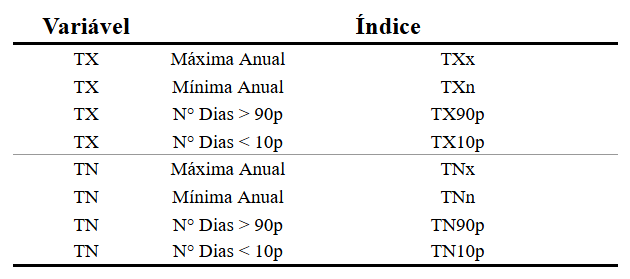 Variável Índice
TX Máxima Anual TXx
TX Mínima Anual TXn
TX N° Dias > 90p TX90p
TX N° Dias < 10p TX10p
TN Máxima Anual TNx
TN Mínima Anual TNn
TN N° Dias > 90p TN90p
TN N° Dias < 10p TN10p